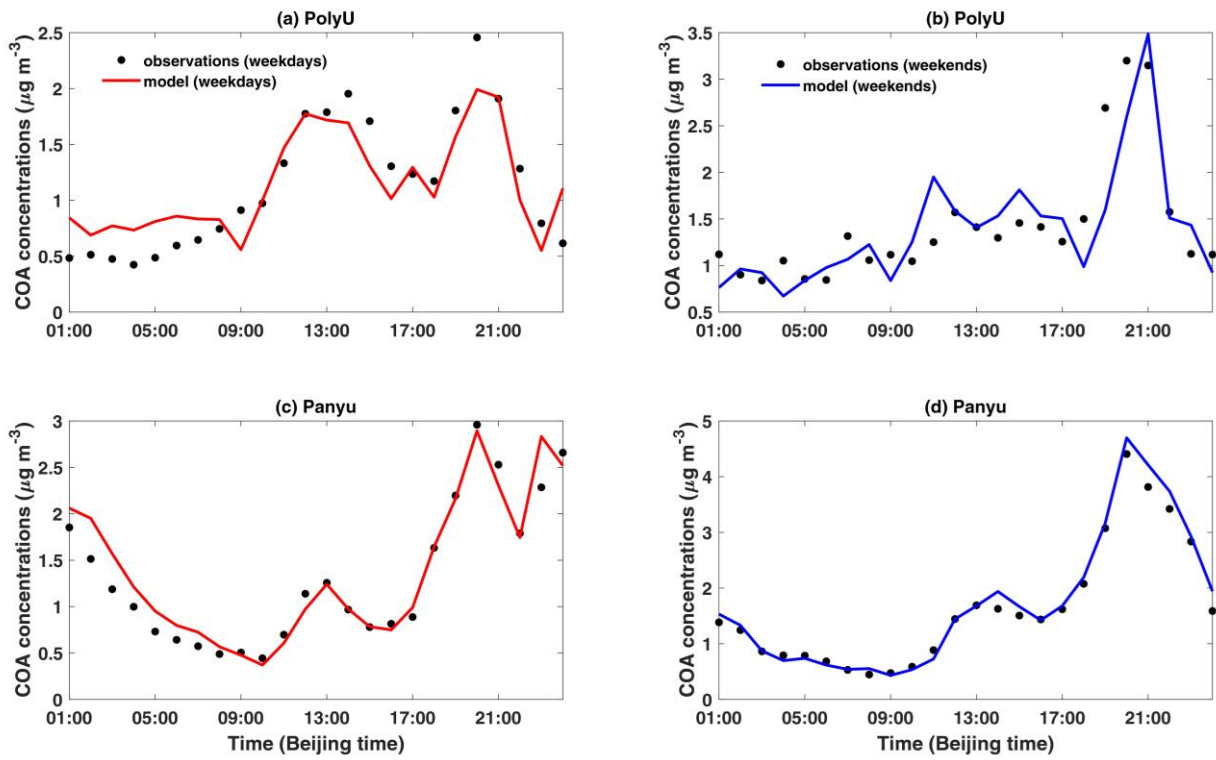 (a) PolyU
COA concentrations (μg m-3)
2.5
2
1.5
1
0.5
0
observations (weekdays)
model (weekdays)
01:00 05:00 09:00 13:00 17:00 21:00
(b) PolyU
COA concentrations (μg m-3)
3.5
3
2.5
2
1.5
1
0.5
observations (weekends)
model (weekends)
01:00 05:00 09:00 13:00 17:00 21:00
(c) Panyu
COA concentrations (μg m-3)
3
2.5
2
1.5
1
0.5
0
01:00 05:00 09:00 13:00 17:00 21:00
Time (Beijing time)
(d) Panyu
COA concentrations (μg m-3)
5
4
3
2
1
0
01:00 05:00 09:00 13:00 17:00 21:00
Time (Beijing time)